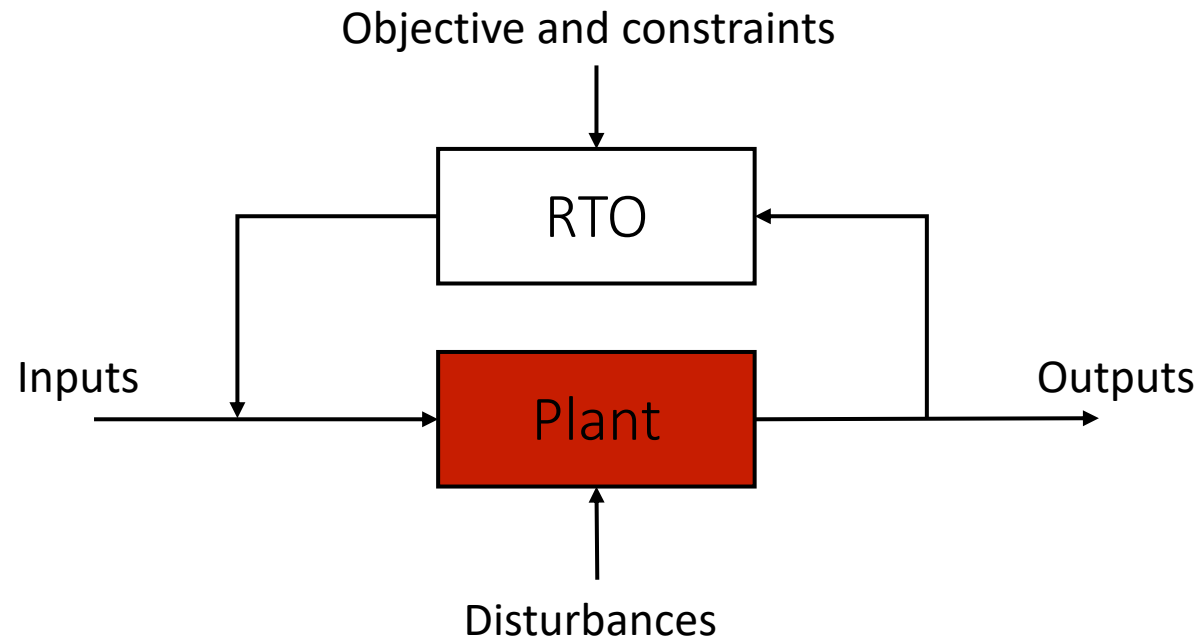 Objective and constraints
RTO
Inputs
Outputs
Plant
Disturbances